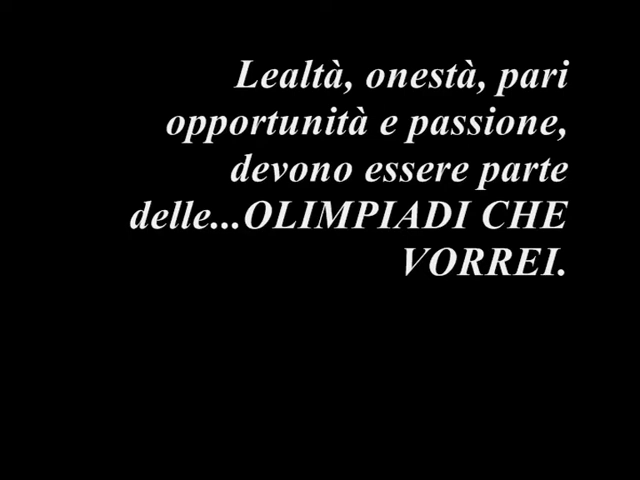 Lealtà, onestà, pari
opportunità e passione,
devono essere parte
delle...OLIMPIADI CHE
VORREI.